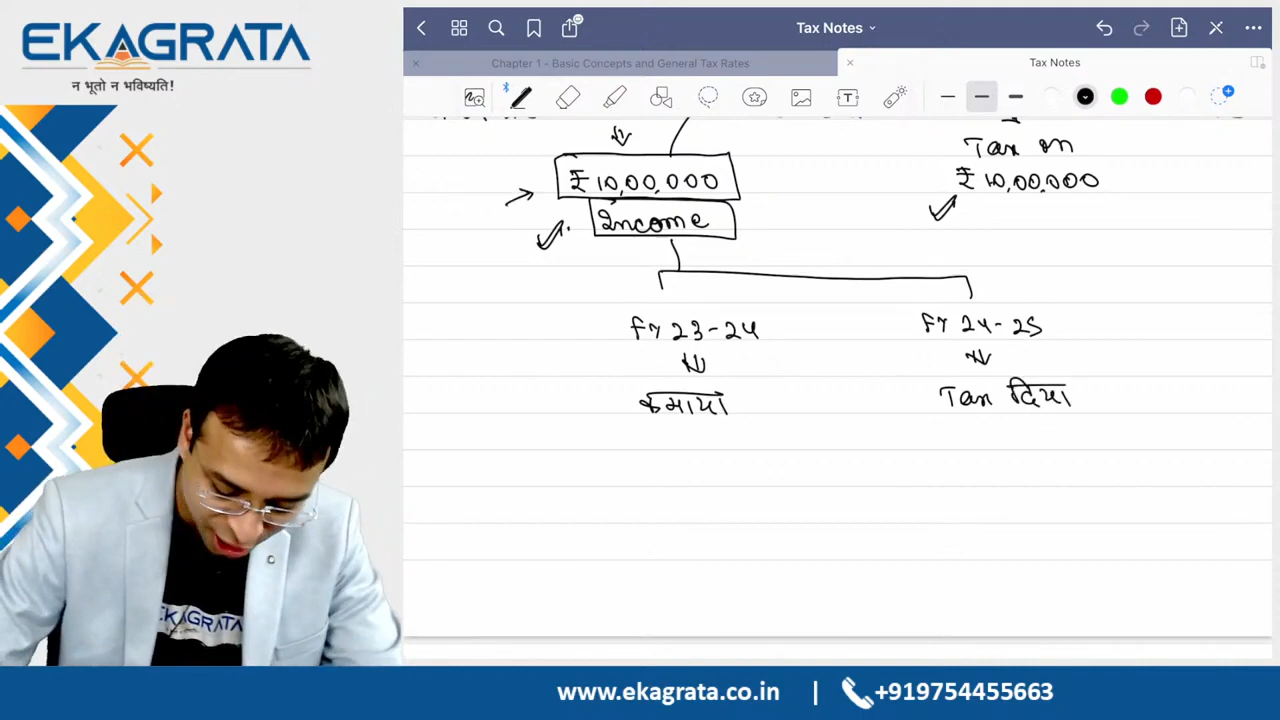 EKAGRATA
न भूतो न भविष्यति!
Tax Notes
Chapter 1 - Basic Concepts and General Tax Rates
Tax Notes
Tax on
₹ 10,00,000
₹ 10,00,000
Income
FY 23-24
FY 24-25
कमाया
Tax दिया
EKAGRATA
www.ekagrata.co.in | +919754455663